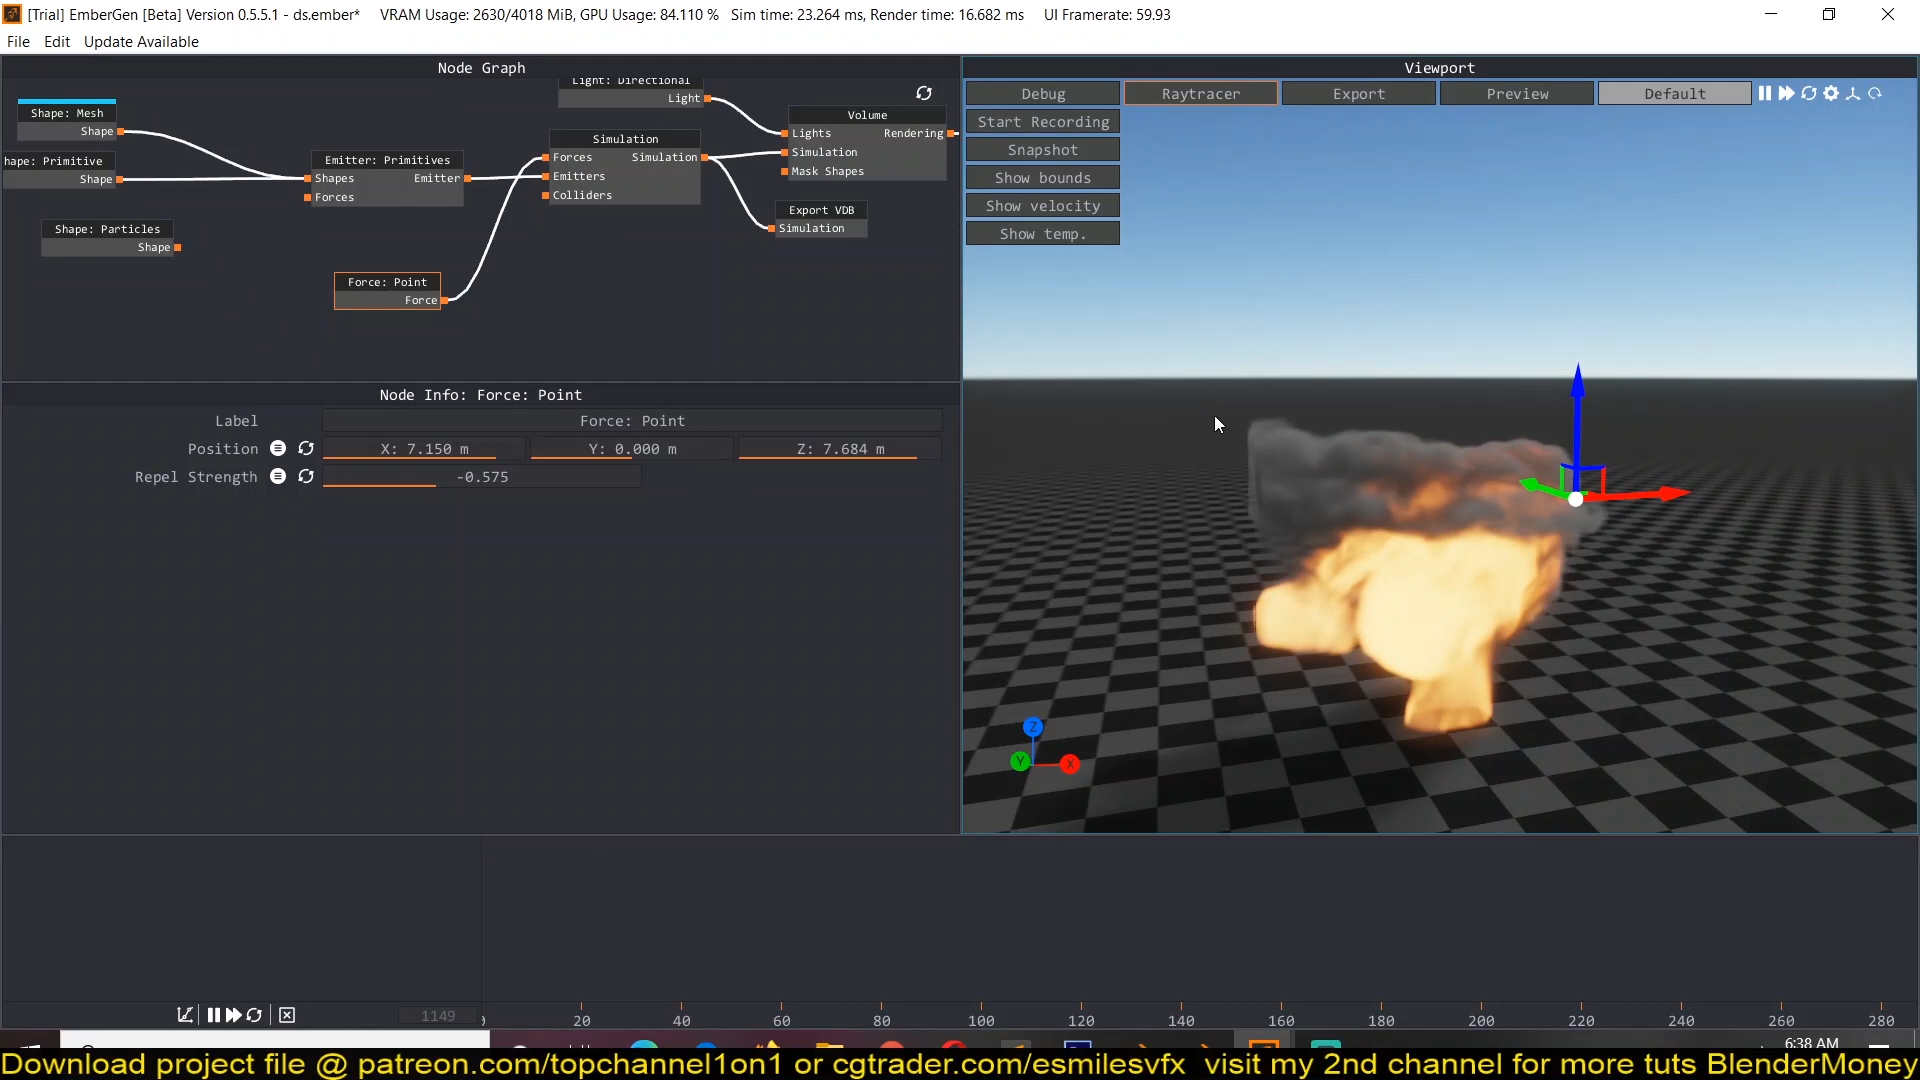 [Trial] EmberGen [Beta] Version 0.5.5.1 - ds.ember* VRAM Usage: 2630/4018 MiB, GPU Usage: 84.110 % Sim time: 23.264 ms, Render time: 16.682 ms UI Framerate: 59.93
File Edit Update Available
Node Graph
Light: Directional
Light
Shape: Mesh
Shape
hape: Primitive
Shape
Shape: Particles
Shape
Emitter: Primitives
Shapes Emitter
Forces
Force: Point
Force
Simulation
Forces Simulation
Emitters
Colliders
Volume
Lights Rendering
Simulation
Mask Shapes
Export VDB
Simulation
Node Info: Force: Point
Label Force: Point
Position X: 7.150 m Y: 0.000 m Z: 7.684 m
Repel Strength -0.575
Viewport
Debug Raytracer Export Preview Default
Start Recording
Snapshot
Show bounds
Show velocity
Show temp.
Z
Y X
1149
20 40 60 80 100 120 140 160 180 200 220 240 260 280
6:38 AM
Download project file @ patreon.com/topchannel1on1 or cgtrader.com/esmilesvfx visit my 2nd channel for more tuts BlenderMoney